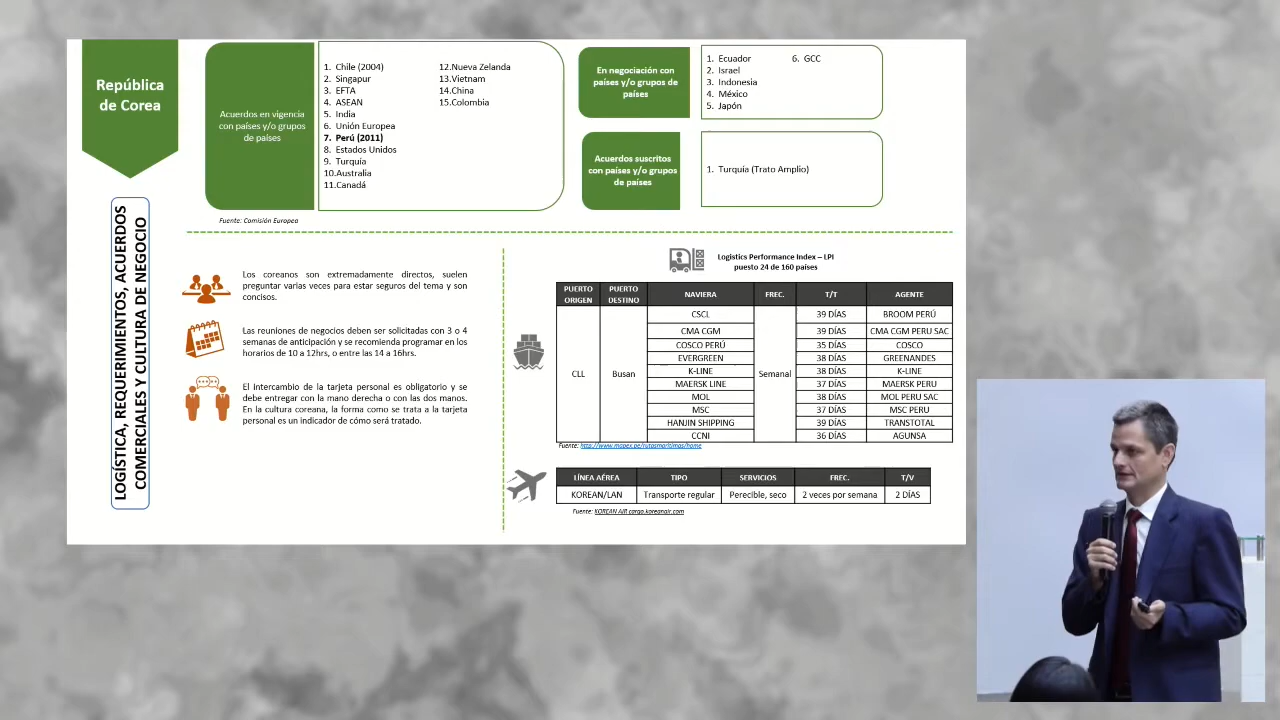 República
de Corea
Acuerdos en vigencia
con países y/o grupos
de países
1. Chile (2004)
2. Singapur
3. EFTA
4. ASEAN
5. India
6. Unión Europea
7. Perú (2011)
8. Estados Unidos
9. Turquía
10.Australia
11.Canadá
12.Nueva Zelanda
13.Vietnam
14.China
15.Colombia
Fuente: Comisión Europea
En negociación con
países y/o grupos de
países
1. Ecuador
2. Israel
3. Indonesia
4. México
5. Japón
6. GCC
Acuerdos suscritos
con países y/o grupos
de países
1. Turquía (Trato Amplio)
LOGÍSTICA, REQUERIMIENTOS, ACUERDOS
COMERCIALES Y CULTURA DE NEGOCIO
Los coreanos son extremadamente directos, suelen
preguntar varias veces para estar seguros del tema y son
concisos.
Las reuniones de negocios deben ser solicitadas con 3 o 4
semanas de anticipación y se recomienda programar en los
horarios de 10 a 12hrs, o entre las 14 a 16hrs.
El intercambio de la tarjeta personal es obligatorio y se
debe entregar con la mano derecha o con las dos manos.
En la cultura coreana, la forma como se trata a la tarjeta
personal es un indicador de cómo será tratado.
Logistics Performance Index – LPI
puesto 24 de 160 países
PUERTO ORIGEN PUERTO DESTINO NAVIERA FREC. T/T AGENTE
CSCL 39 DÍAS BROOM PERÚ
CMA CGM 39 DÍAS CMA CGM PERU SAC
COSCO PERÚ 35 DÍAS COSCO
EVERGREEN 38 DÍAS GREENANDES
CLL Busan K-LINE Semanal 38 DÍAS K-LINE
MAERSK LINE 37 DÍAS MAERSK PERU
MOL 38 DÍAS MOL PERU SAC
MSC 37 DÍAS MSC PERU
HANJIN SHIPPING 39 DÍAS TRANSTOTAL
CCNI 36 DÍAS AGUNSA
Fuente: http://www.mapex.pe/rutasmaritimas/home
LÍNEA AÉREA TIPO SERVICIOS FREC. T/V
KOREAN/LAN Transporte regular Perecible, seco 2 veces por semana 2 DÍAS
Fuente: KOREAN AIR cargo.koreanair.com